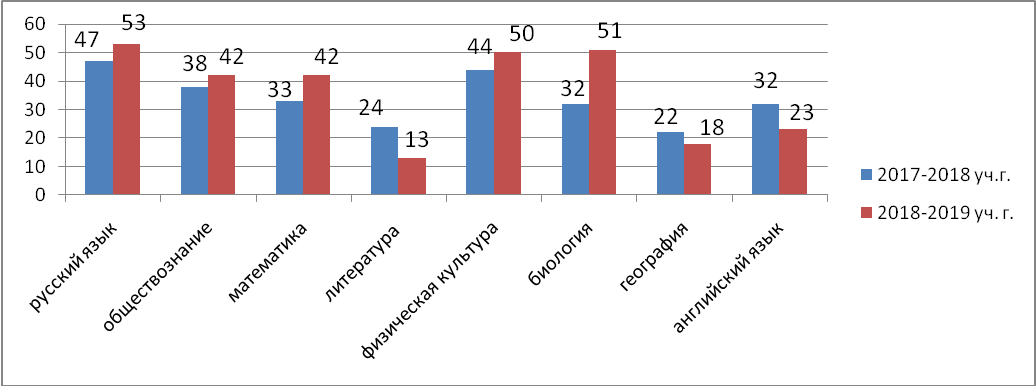 60
50
40
30
20
10
0
47
53
38
42
33
42
24
13
44
50
32
51
22
18
32
23
русский язык
обществознание
математика
литература
физическая культура
биология
география
английский язык
2017-2018 уч.г.
2018-2019 уч. г.